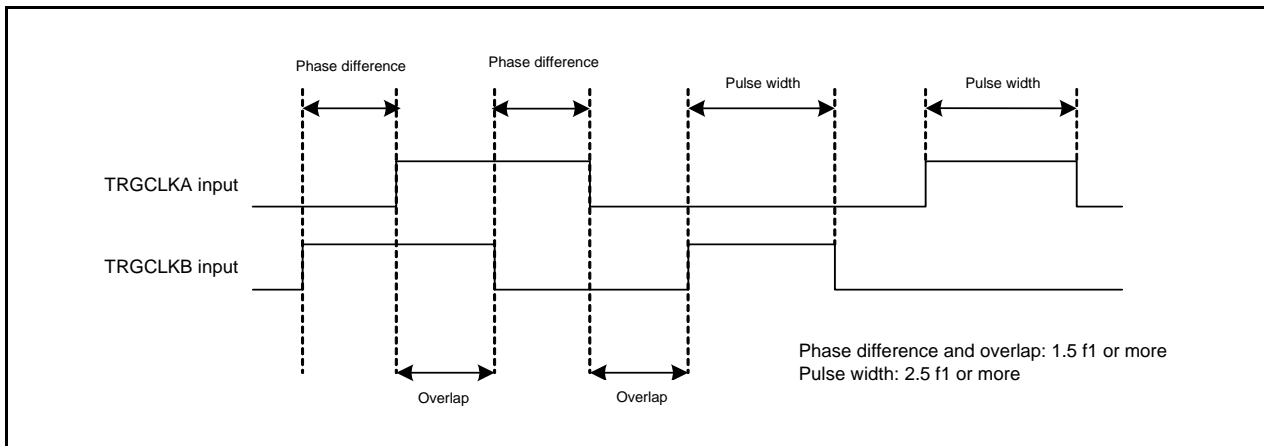 Phase difference
Phase difference
Pulse width
Pulse width
TRGCLKA input
TRGCLKB input
Overlap
Overlap
Phase difference and overlap: 1.5 f1 or more
Pulse width: 2.5 f1 or more